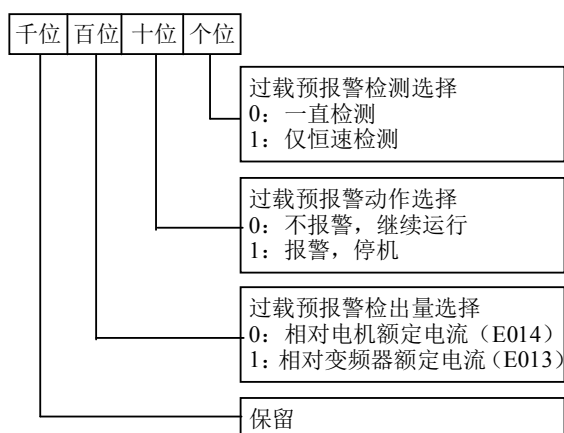 千位 百位 十位 个位
过载预报警检测选择
0：一直检测
1：仅恒速检测
过载预报警动作选择
0：不报警，继续运行
1：报警，停机
过载预报警检出量选择
0：相对电机额定电流（E014）
1：相对变频器额定电流（E013）
保留